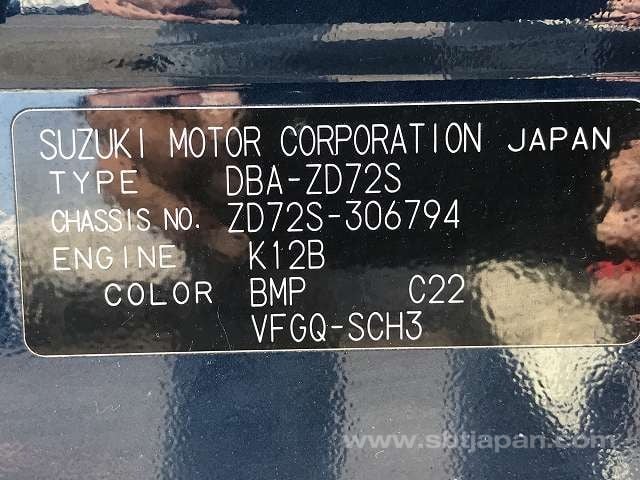 SUZUKI MOTOR CORPORATION JAPAN
TYPE DBA-ZD72S
CHASSIS NO. ZD72S-306794
ENGINE K12B
COLOR BMP C22
VFGQ-SCH3
www.sbtjapan.com